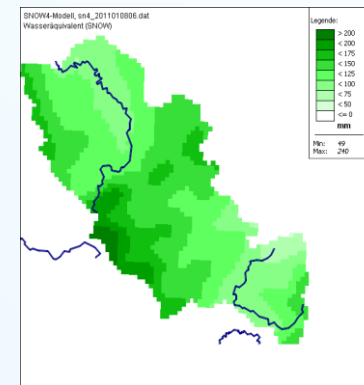 SNOW4-Modell, sn4_2011010806.dat
Wasseräquivalent (SNOW)
Legende:
> 200
< 200
< 175
< 150
< 125
< 100
< 75
< 50
<= 0
mm
Min: 49
Max: 240